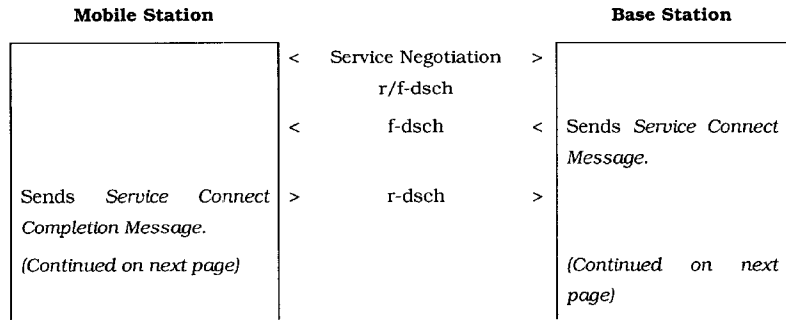 Mobile Station Base Station
< Service Negotiation >
r/f-dsch
< f-dsch < Sends Service Connect
Message.
Sends Service Connect > r-dsch >
Completion Message.
(Continued on next page) (Continued on next
page)